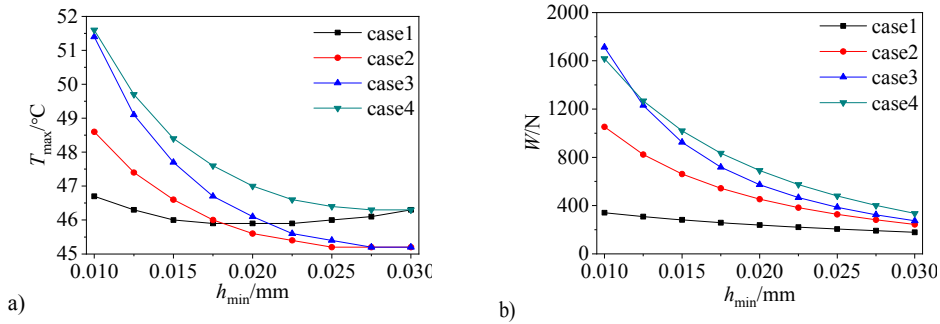 52
51
50
49
48
47
46
45
T_max/°C
case1
case2
case3
case4
0.010 0.015 0.020 0.025 0.030
h_min/mm
a)
2000
1600
1200
800
400
0
W/N
case1
case2
case3
case4
0.010 0.015 0.020 0.025 0.030
h_min/mm
b)